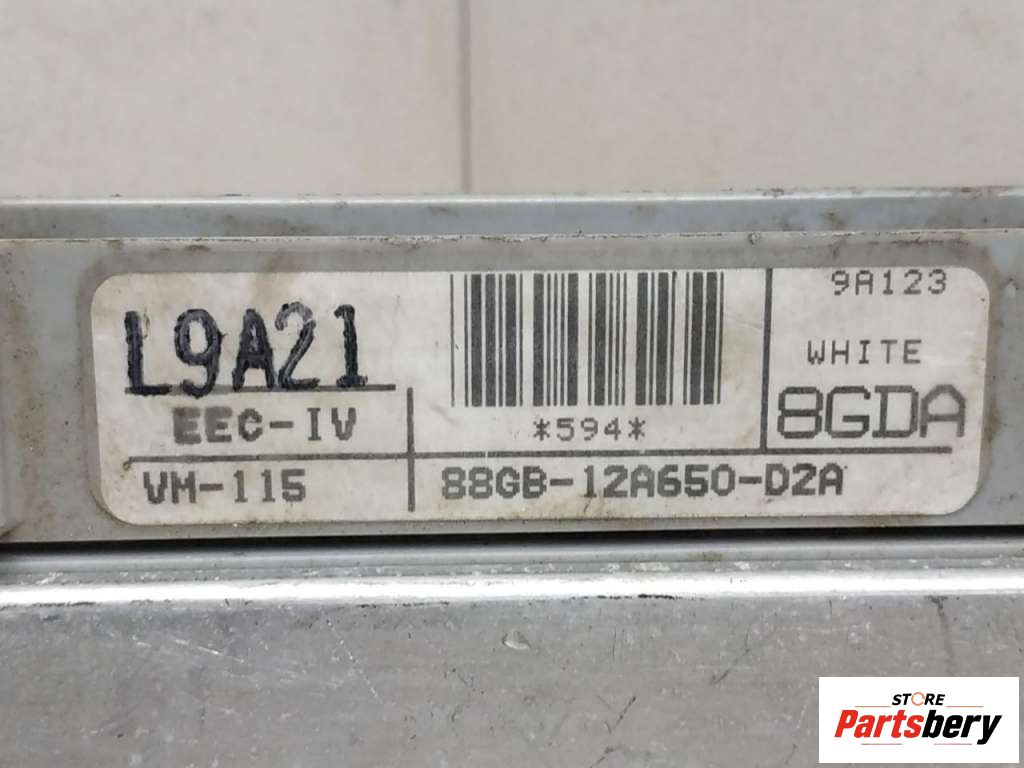 9A123
L9A21
WHITE
EEC-IV
*594*
8GDA
VM-115
88GB-12A650-D2A
STORE
Partsbery